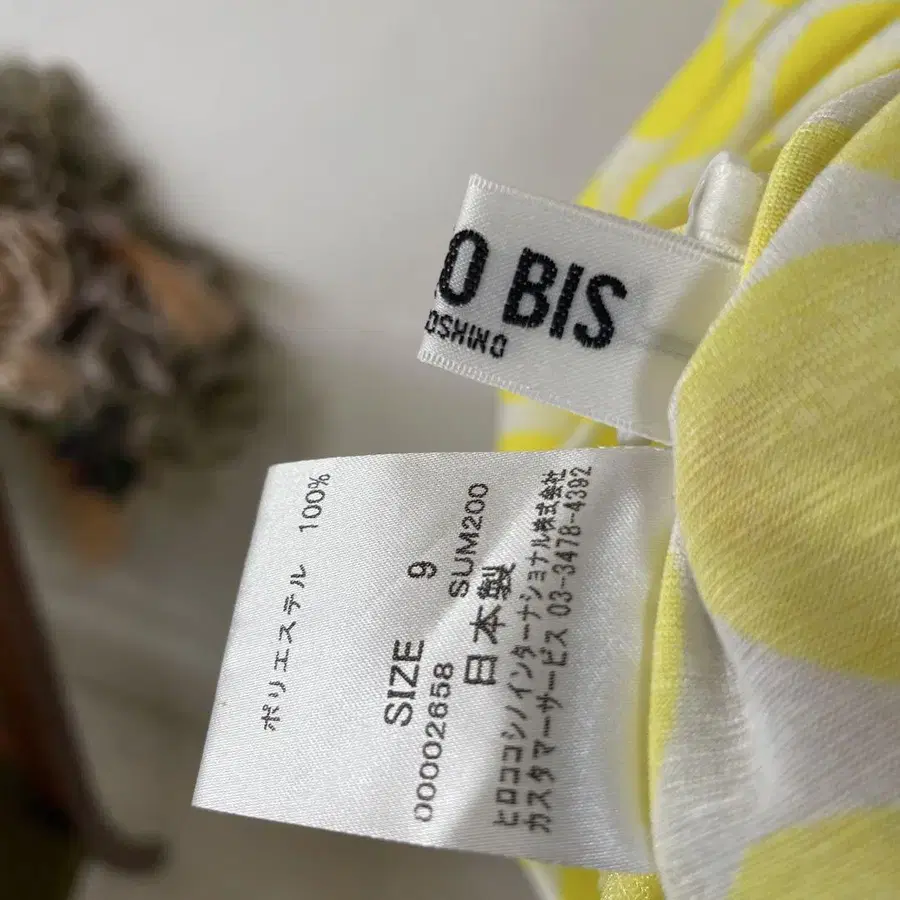 O BIS
OSHINO
ポリエステル 100%
SIZE 9
00002658 SUM200
日本製
ヒロココシノインターナショナル株式会社
カスタマーサービス 03-3478-4392